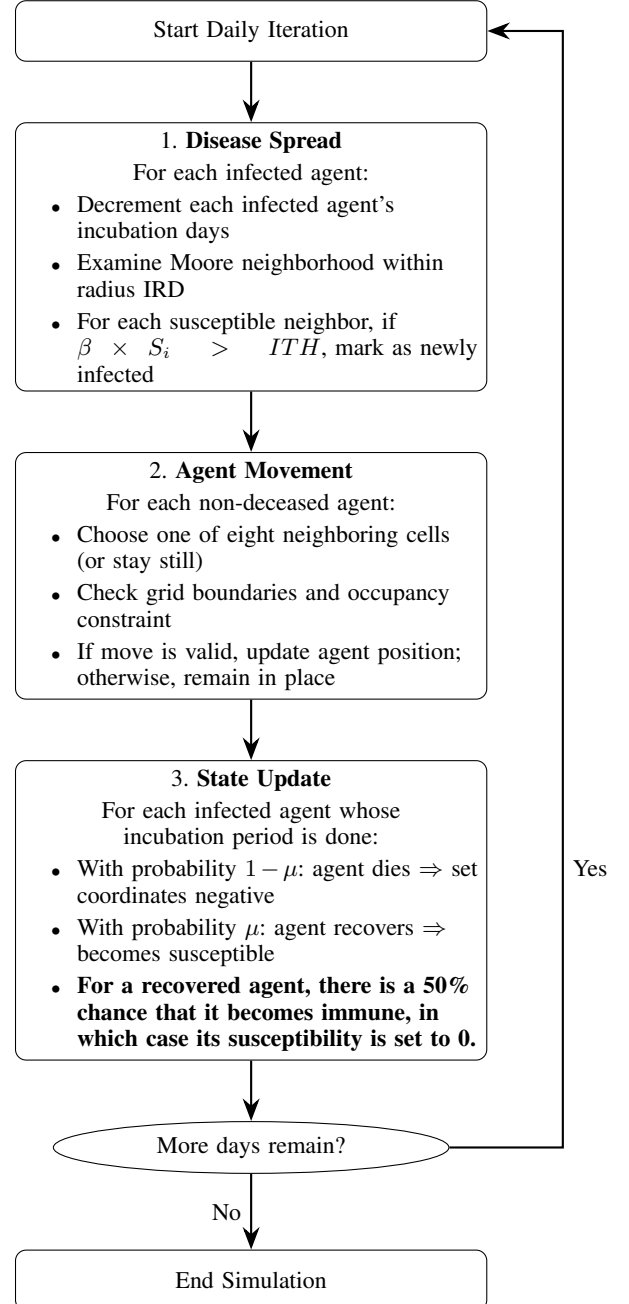 Start Daily Iteration
1. Disease Spread
For each infected agent:
• Decrement each infected agent's
incubation days
• Examine Moore neighborhood within
radius IRD
• For each susceptible neighbor, if
β × S_i > ITH, mark as newly
infected
2. Agent Movement
For each non-deceased agent:
• Choose one of eight neighboring cells
(or stay still)
• Check grid boundaries and occupancy
constraint
• If move is valid, update agent position;
otherwise, remain in place
3. State Update
For each infected agent whose
incubation period is done:
• With probability 1 − μ: agent dies ⇒ set
coordinates negative
• With probability μ: agent recovers ⇒
becomes susceptible
• For a recovered agent, there is a 50%
chance that it becomes immune, in
which case its susceptibility is set to 0.
Yes
More days remain?
No
End Simulation